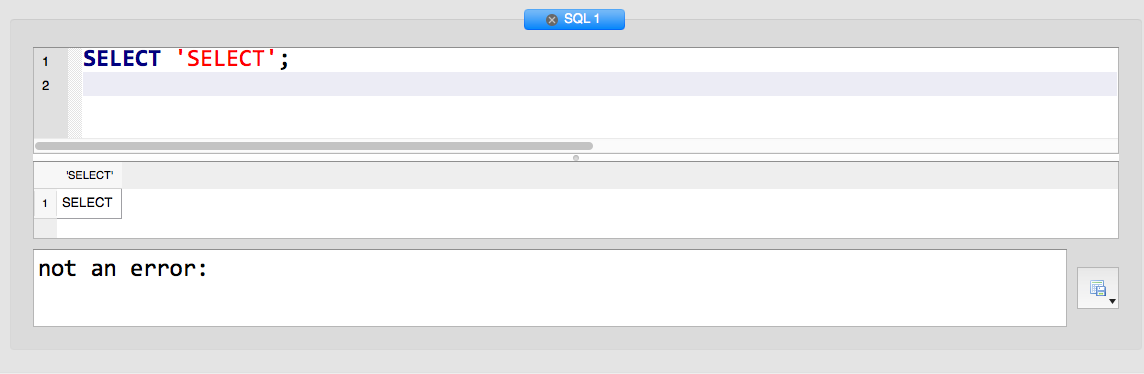 SQL 1
1 SELECT 'SELECT';
2
'SELECT'
1 SELECT
not an error: